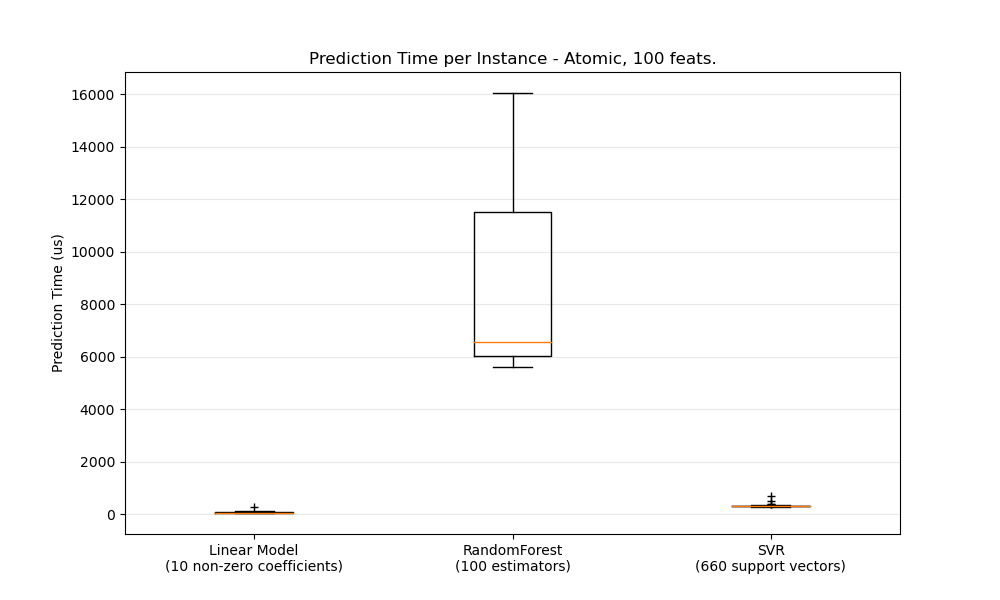 Prediction Time per Instance - Atomic, 100 feats.
Prediction Time (us)
16000
14000
12000
10000
8000
6000
4000
2000
0
Linear Model
(10 non-zero coefficients)
RandomForest
(100 estimators)
SVR
(660 support vectors)